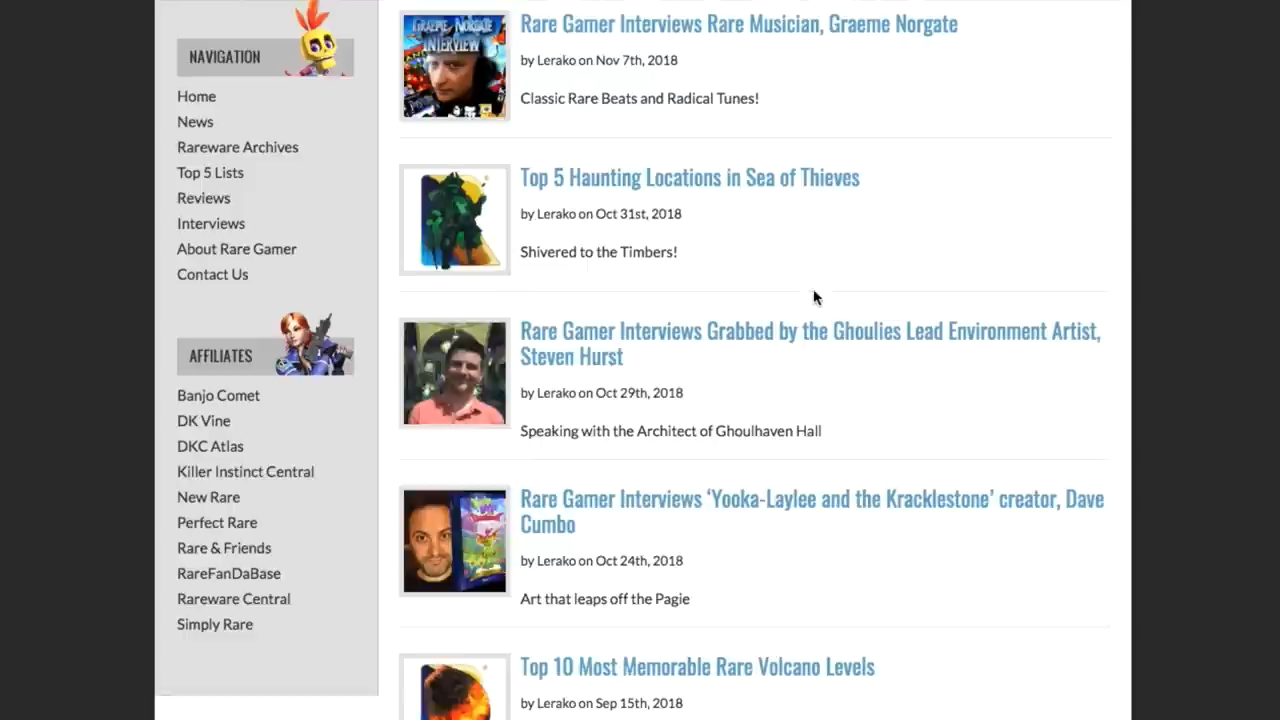 NAVIGATION
Home
News
Rareware Archives
Top 5 Lists
Reviews
Interviews
About Rare Gamer
Contact Us
AFFILIATES
Banjo Comet
DK Vine
DKC Atlas
Killer Instinct Central
New Rare
Perfect Rare
Rare & Friends
RareFanDaBase
Rareware Central
Simply Rare
GRAEME NORGATE
INTERVIEW
Rare Gamer Interviews Rare Musician, Graeme Norgate
by Lerako on Nov 7th, 2018
Classic Rare Beats and Radical Tunes!
Top 5 Haunting Locations in Sea of Thieves
by Lerako on Oct 31st, 2018
Shivered to the Timbers!
Rare Gamer Interviews Grabbed by the Ghoulies Lead Environment Artist,
Steven Hurst
by Lerako on Oct 29th, 2018
Speaking with the Architect of Ghoulhaven Hall
Rare Gamer Interviews ‘Yooka-Laylee and the Kracklestone’ creator, Dave
Cumbo
by Lerako on Oct 24th, 2018
Art that leaps off the Pagie
Top 10 Most Memorable Rare Volcano Levels
by Lerako on Sep 15th, 2018